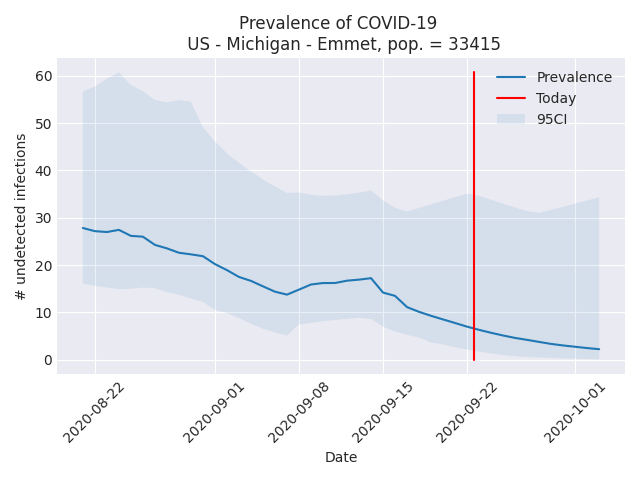 Prevalence of COVID-19
US - Michigan - Emmet, pop. = 33415
60
50
40
30
20
10
0
# undetected infections
Prevalence
Today
95CI
2020-08-22
2020-09-01
2020-09-08
2020-09-15
2020-09-22
2020-10-01
Date